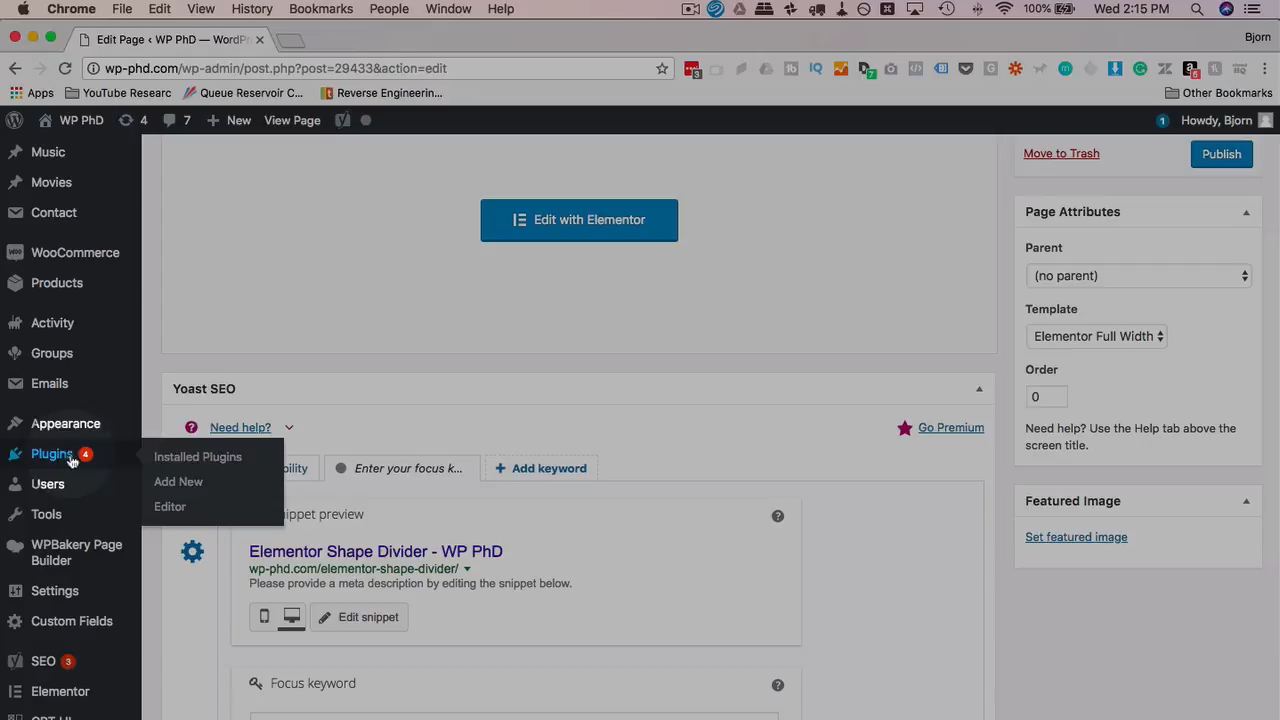 Chrome File Edit View History Bookmarks People Window Help 100% Wed 2:15 PM
Edit Page ‹ WP PhD — WordPr Bjorn
wp-phd.com/wp-admin/post.php?post=29433&action=edit
Apps YouTube Researc Queue Reservoir C... Reverse Engineerin... Other Bookmarks
WP PhD 4 7 New View Page 1 Howdy, Bjorn
Music
Movies
Contact
WooCommerce
Products
Activity
Groups
Emails
Appearance
Plugins 4
Users
Tools
WPBakery Page
Builder
Settings
Custom Fields
SEO 3
Elementor
CPT UI
Installed Plugins
Add New
Editor
Edit with Elementor
Yoast SEO
Need help? Go Premium
bility Enter your focus k... Add keyword
nippet preview
Elementor Shape Divider - WP PhD
wp-phd.com/elementor-shape-divider/
Please provide a meta description by editing the snippet below.
Edit snippet
Focus keyword
Move to Trash Publish
Page Attributes
Parent
(no parent)
Template
Elementor Full Width
Order
0
Need help? Use the Help tab above the
screen title.
Featured Image
Set featured image